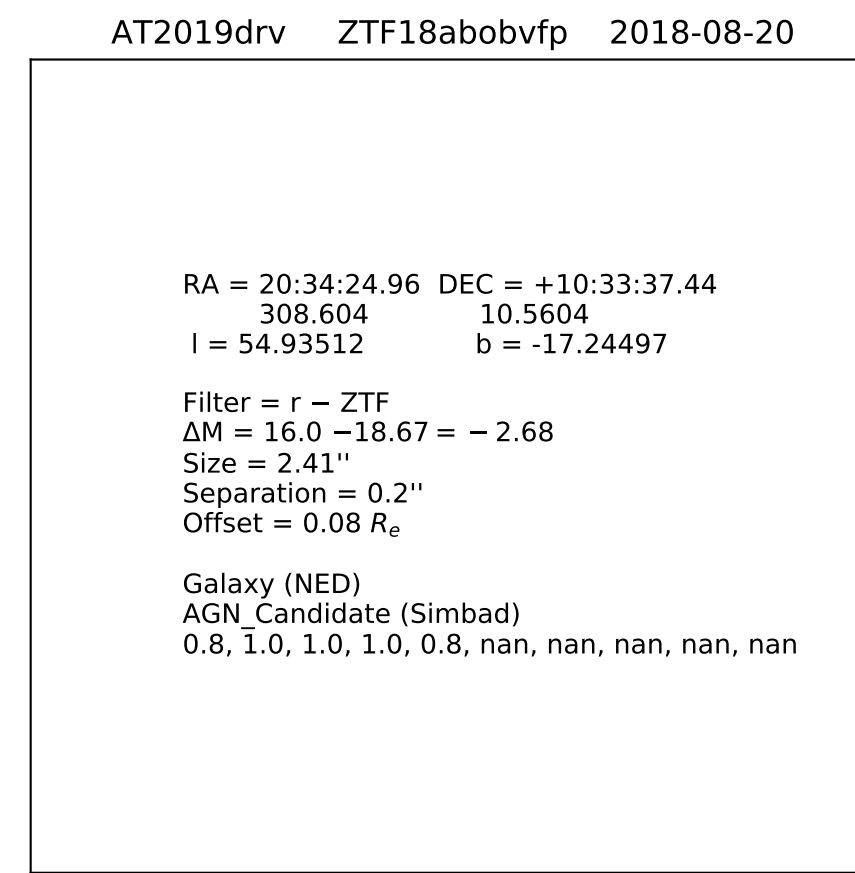 AT2019drv ZTF18abobvfp 2018-08-20
RA = 20:34:24.96 DEC = +10:33:37.44
308.604 10.5604
l = 54.93512 b = -17.24497
Filter = r − ZTF
ΔM = 16.0 −18.67 = − 2.68
Size = 2.41''
Separation = 0.2''
Offset = 0.08 Re
Galaxy (NED)
AGN_Candidate (Simbad)
0.8, 1.0, 1.0, 1.0, 0.8, nan, nan, nan, nan, nan